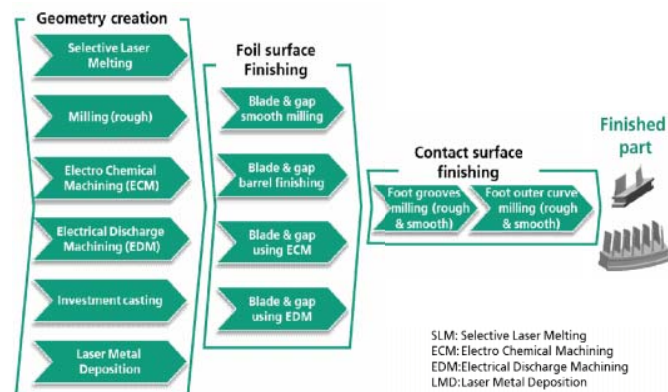 Geometry creation
Selective Laser
Melting
Milling (rough)
Electro Chemical
Machining (ECM)
Electrical Discharge
Machining (EDM)
Investment casting
Laser Metal
Deposition
Foil surface
Finishing
Blade & gap
smooth milling
Blade & gap
barrel finishing
Blade & gap
using ECM
Blade & gap
using EDM
Contact surface
finishing
Foot grooves
milling (rough
& smooth)
Foot outer curve
milling (rough
& smooth)
Finished
part
SLM: Selective Laser Melting
ECM: Electro Chemical Machining
EDM:Electrical Discharge Machining
LMD:Laser Metal Deposition